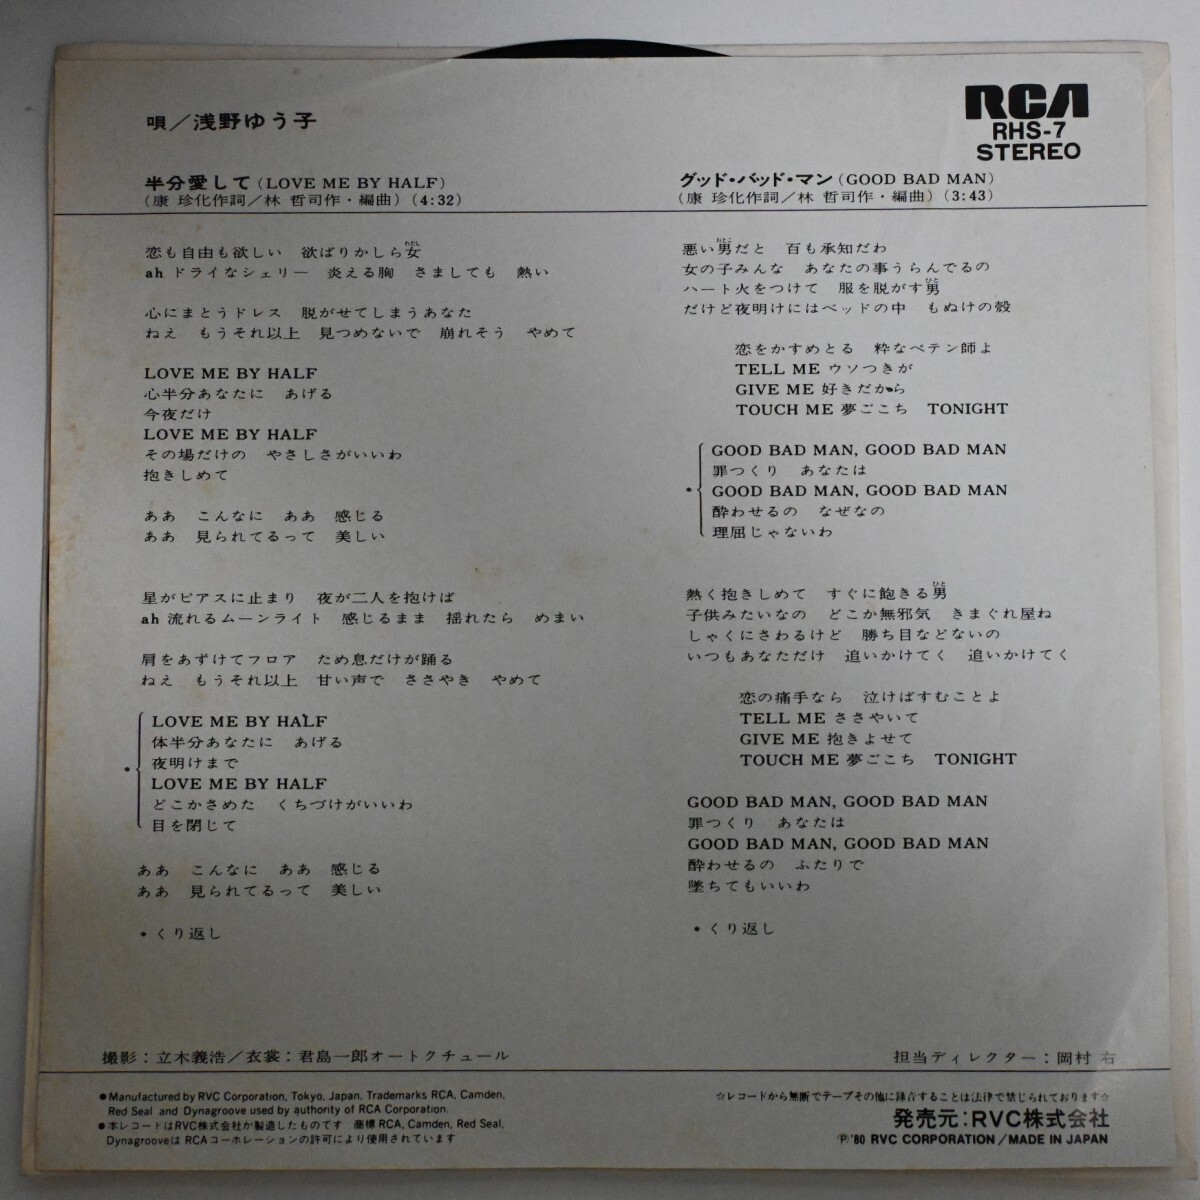 唄／浅野ゆう子
RCA
RHS-7
STEREO
半分愛して(LOVE ME BY HALF)
(康 珍化作詞／林 哲司作・編曲)(4:32)
恋も自由も欲しい 欲ばりかしら女
わたし
ah ドライなシェリー 炎える胸 さましても 熱い
心にまとうドレス 脱がせてしまうあなた
ねえ もうそれ以上 見つめないで 崩れそう やめて
LOVE ME BY HALF
心半分あなたに あげる
今夜だけ
LOVE ME BY HALF
その場だけの やさしさがいいわ
抱きしめて
ああ こんなに ああ 感じる
ああ 見られてるって 美しい
星がピアスに止まり 夜が二人を抱けば
ah 流れるムーンライト 感じるまま 揺れたら めまい
肩をあずけてフロア ため息だけが踊る
ねえ もうそれ以上 甘い声で ささやき やめて
LOVE ME BY HALF
体半分あなたに あげる
夜明けまで
*
LOVE ME BY HALF
どこかさめた くちづけがいいわ
目を閉じて
ああ こんなに ああ 感じる
ああ 見られてるって 美しい
* くり返し
グッド・バッド・マン(GOOD BAD MAN)
(康 珍化作詞／林 哲司作・編曲)(3:43)
悪い男だと 百も承知だわ
おとこ
女の子みんな あなたの事うらんでるの
ハート火をつけて 服を脱がす男
ひと
だけど夜明けにはベッドの中 もぬけの殻
恋をかすめとる 粋なペテン師よ
TELL ME ウソつきが
GIVE ME 好きだから
TOUCH ME 夢ごこち TONIGHT
GOOD BAD MAN, GOOD BAD MAN
罪つくり あなたは
*
GOOD BAD MAN, GOOD BAD MAN
酔わせるの なぜなの
理屈じゃないわ
熱く抱きしめて すぐに飽きる男
ひと
子供みたいなの どこか無邪気 きまぐれ屋ね
しゃくにさわるけど 勝ち目などないの
いつもあなただけ 追いかけてく 追いかけてく
恋の痛手なら 泣けばすむことよ
TELL ME ささやいて
GIVE ME 抱きよせて
TOUCH ME 夢ごこち TONIGHT
GOOD BAD MAN, GOOD BAD MAN
罪つくり あなたは
GOOD BAD MAN, GOOD BAD MAN
酔わせるの ふたりで
墜ちてもいいわ
* くり返し
撮影：立木義浩／衣裳：君島一郎オートクチュール
担当ディレクター：岡村 右
●Manufactured by RVC Corporation, Tokyo, Japan. Trademarks RCA, Camden,
Red Seal and Dynagroove used by authority of RCA Corporation.
●本レコードはRVC株式会社が製造したものです 商標 RCA, Camden, Red Seal,
Dynagrooveは RCAコーポレーションの許可により使用されています
☆レコードから無断でテープその他に録音することは法律で禁じられております☆
発売元：RVC株式会社
Ⓟ'80 RVC CORPORATION／MADE IN JAPAN